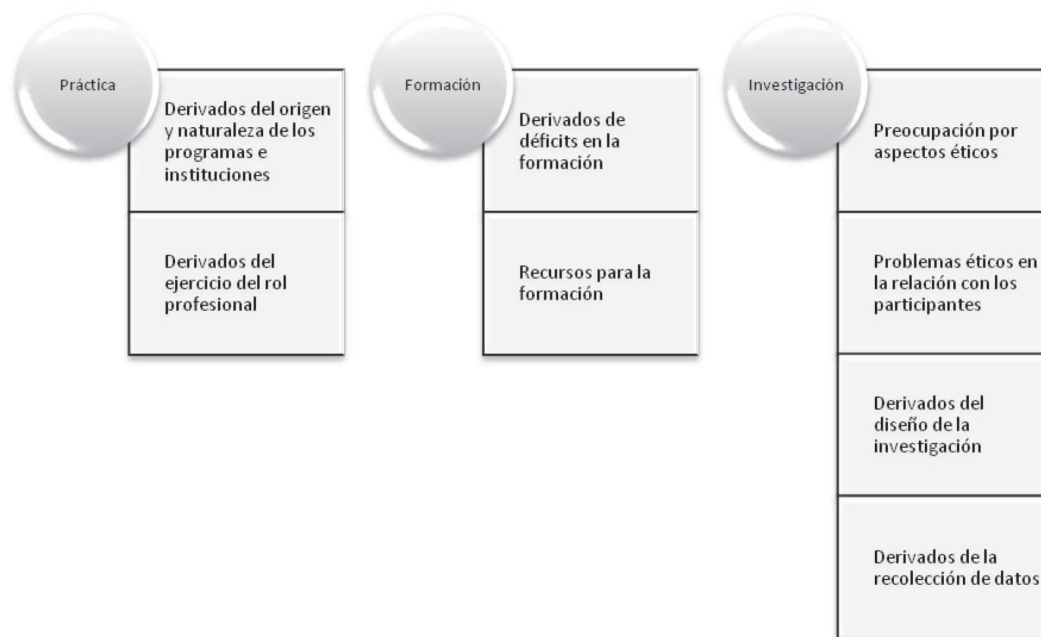 Práctica
Derivados del origen
y naturaleza de los
programas e
instituciones
Derivados del
ejercicio del rol
profesional
Formación
Derivados de
déficits en la
formación
Recursos para la
formación
Investigación
Preocupación por
aspectos éticos
Problemas éticos en
la relación con los
participantes
Derivados del
diseño de la
investigación
Derivados de la
recolección de datos